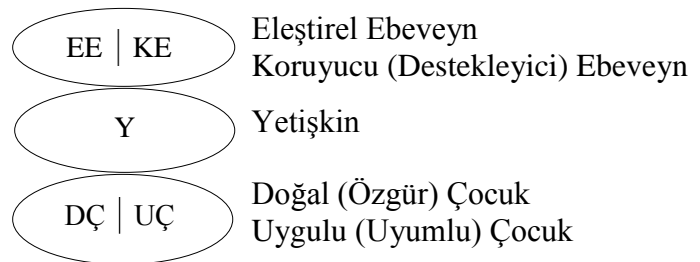 EE | KE
Eleştirel Ebeveyn
Koruyucu (Destekleyici) Ebeveyn
Y
Yetişkin
DÇ | UÇ
Doğal (Özgür) Çocuk
Uygulu (Uyumlu) Çocuk